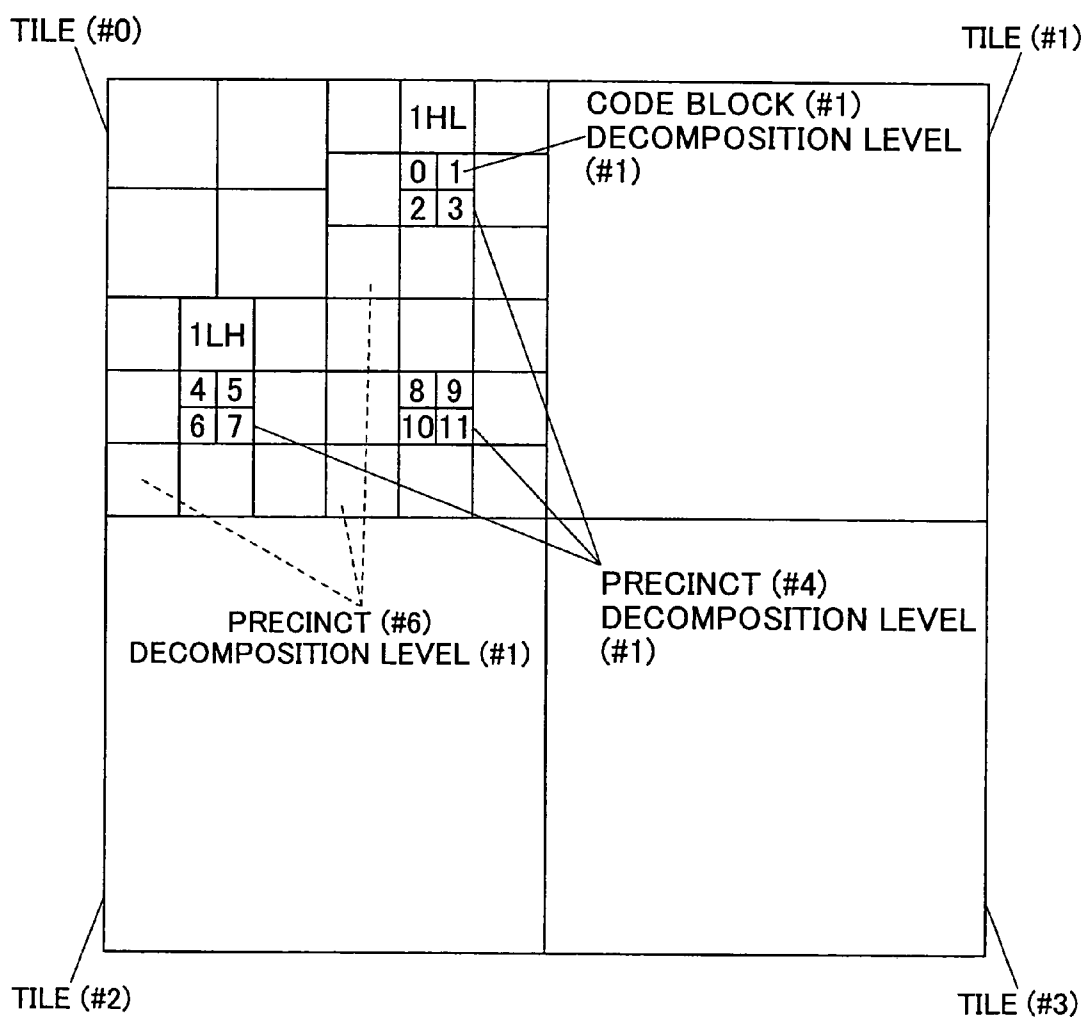 TILE (#0)
TILE (#1)
1HL
CODE BLOCK (#1)
DECOMPOSITION LEVEL
(#1)
0 1
2 3
1LH
4 5
6 7
8 9
10 11
PRECINCT (#6)
DECOMPOSITION LEVEL (#1)
PRECINCT (#4)
DECOMPOSITION LEVEL
(#1)
TILE (#2)
TILE (#3)